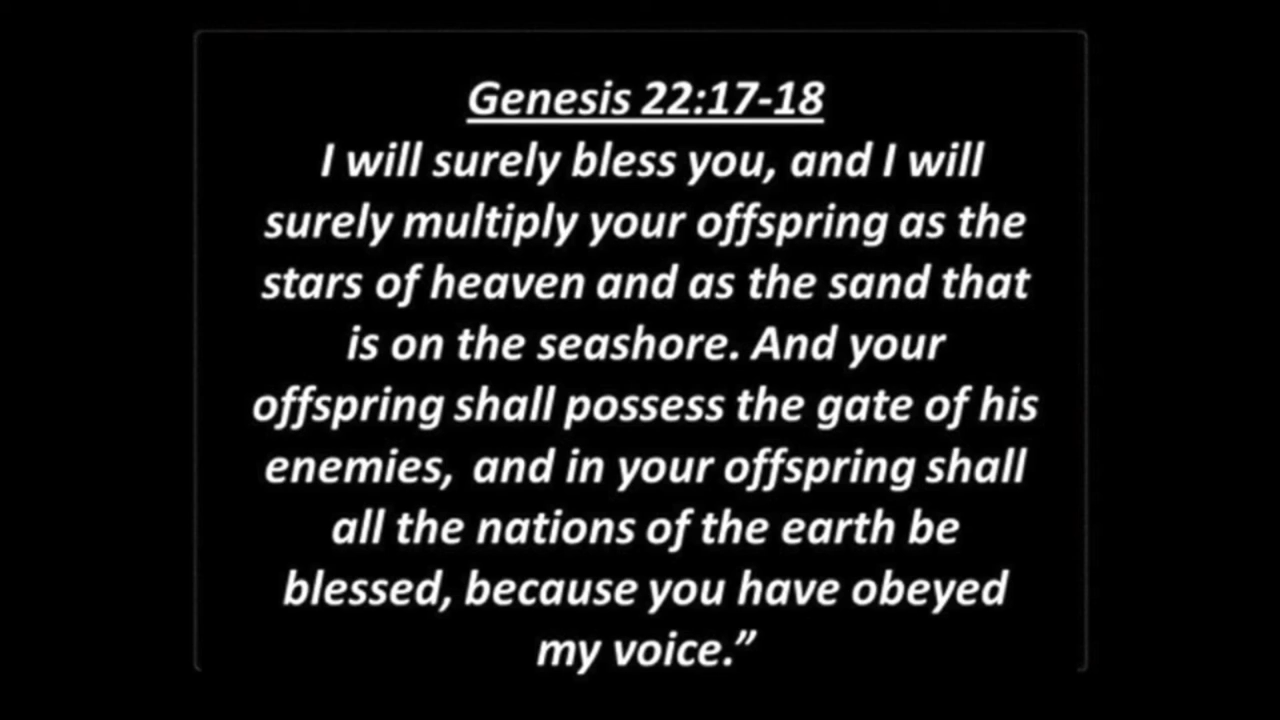 Genesis 22:17-18
I will surely bless you, and I will
surely multiply your offspring as the
stars of heaven and as the sand that
is on the seashore. And your
offspring shall possess the gate of his
enemies, and in your offspring shall
all the nations of the earth be
blessed, because you have obeyed
my voice.”